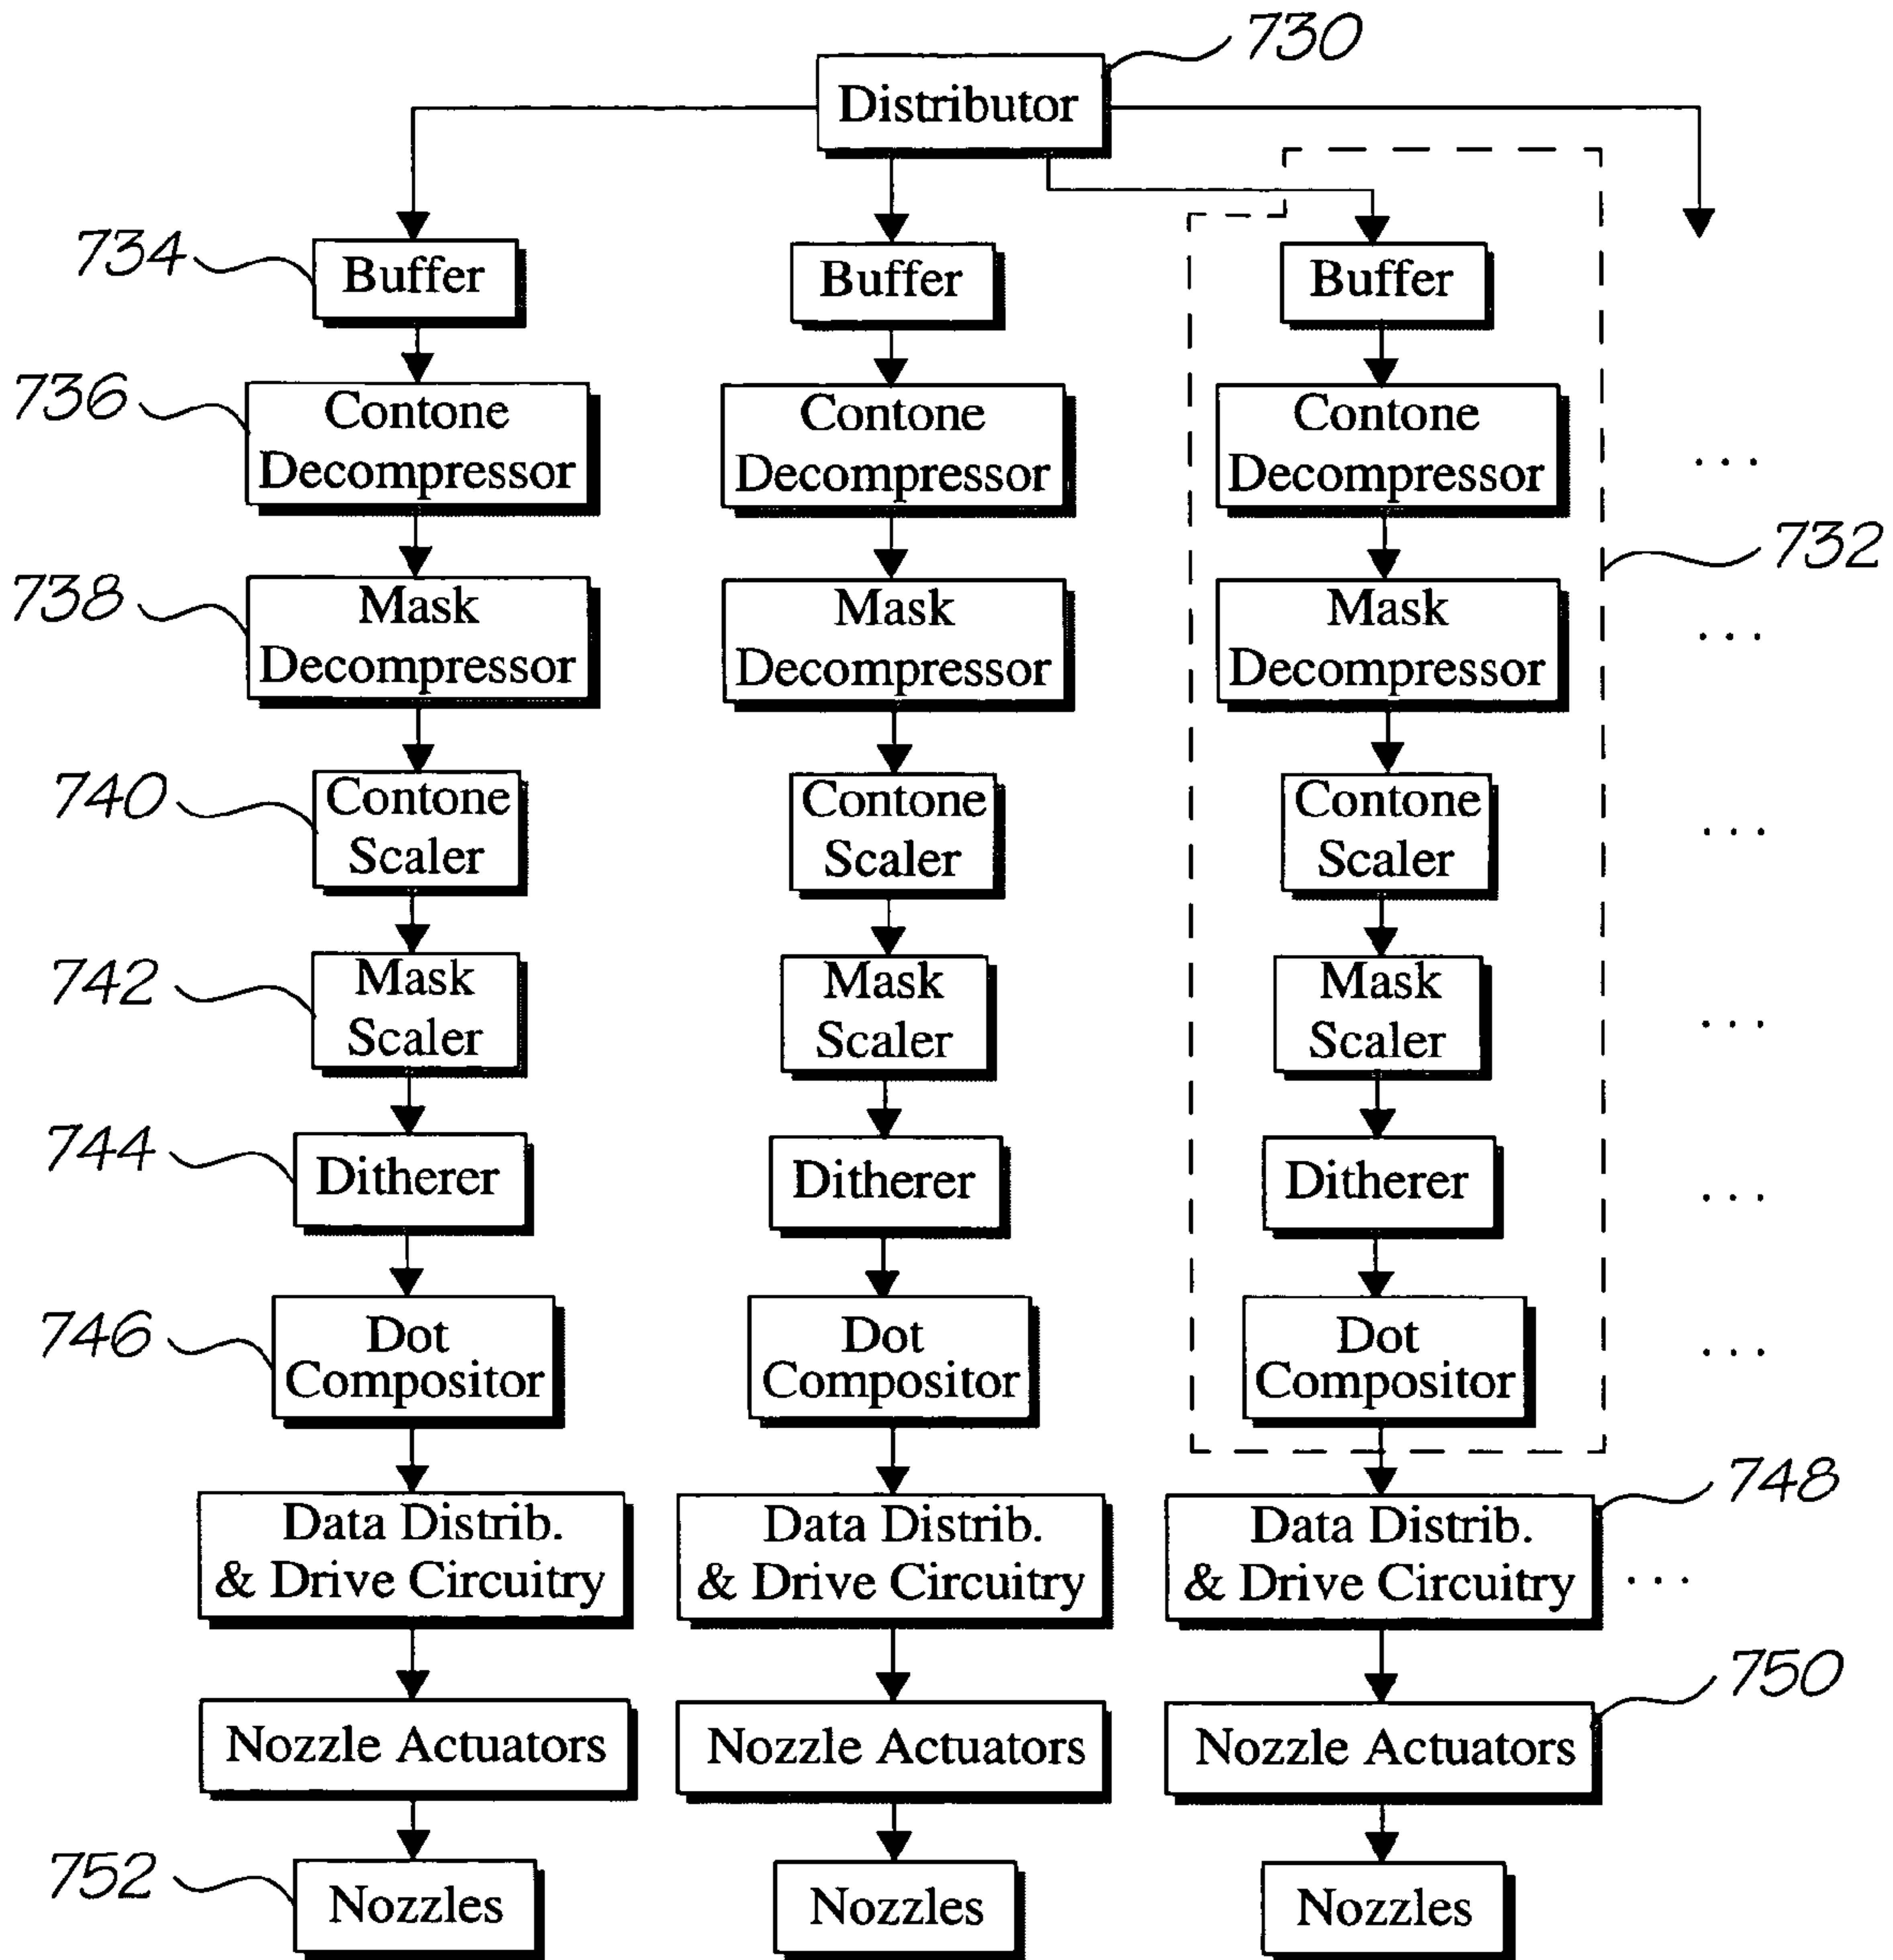 730
Distributor
734
Buffer
Buffer
Buffer
736
Contone
Decompressor
Contone
Decompressor
Contone
Decompressor
...
732
738
Mask
Decompressor
Mask
Decompressor
Mask
Decompressor
...
740
Contone
Scaler
Contone
Scaler
Contone
Scaler
...
742
Mask
Scaler
Mask
Scaler
Mask
Scaler
...
744
Ditherer
Ditherer
Ditherer
...
746
Dot
Compositor
Dot
Compositor
Dot
Compositor
...
748
Data Distrib.
& Drive Circuitry
Data Distrib.
& Drive Circuitry
Data Distrib.
& Drive Circuitry
...
750
Nozzle Actuators
Nozzle Actuators
Nozzle Actuators
752
Nozzles
Nozzles
Nozzles